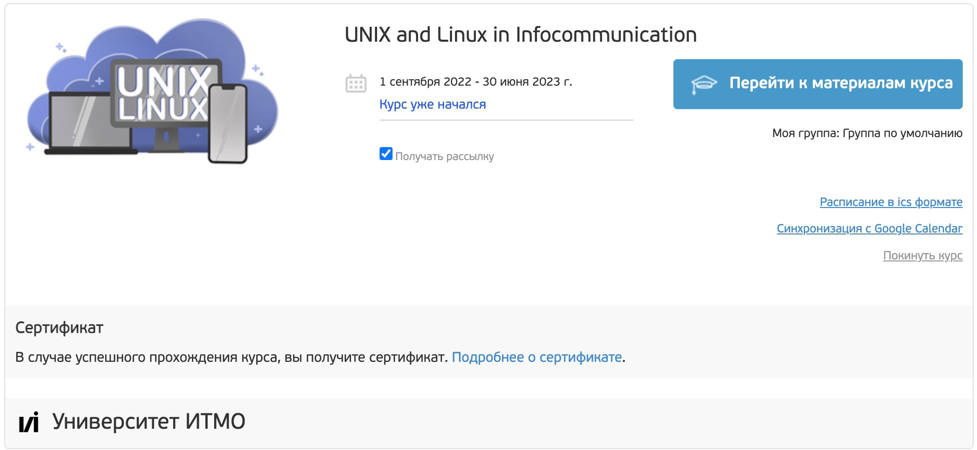 UNIX
LINUX
UNIX and Linux in Infocommunication
1 сентября 2022 - 30 июня 2023 г.
Курс уже начался
Получать рассылку
Перейти к материалам курса
Моя группа: Группа по умолчанию
Расписание в ics формате
Синхронизация с Google Calendar
Покинуть курс
Сертификат
В случае успешного прохождения курса, вы получите сертификат. Подробнее о сертификате.
Университет ИТМО